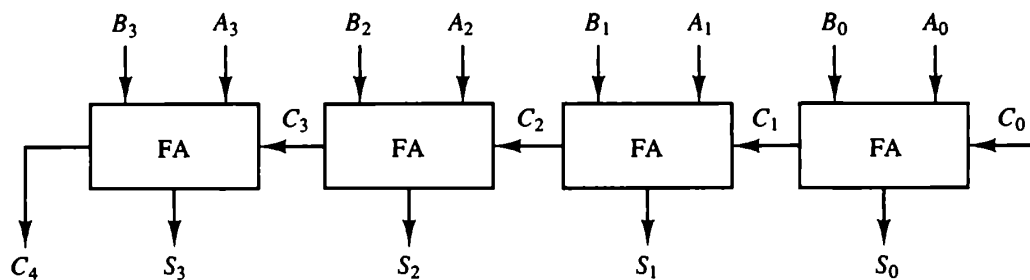 B₃ A₃ B₂ A₂ B₁ A₁ B₀ A₀
C₃ C₂ C₁ C₀
FA FA FA FA
C₄ S₃ S₂ S₁ S₀